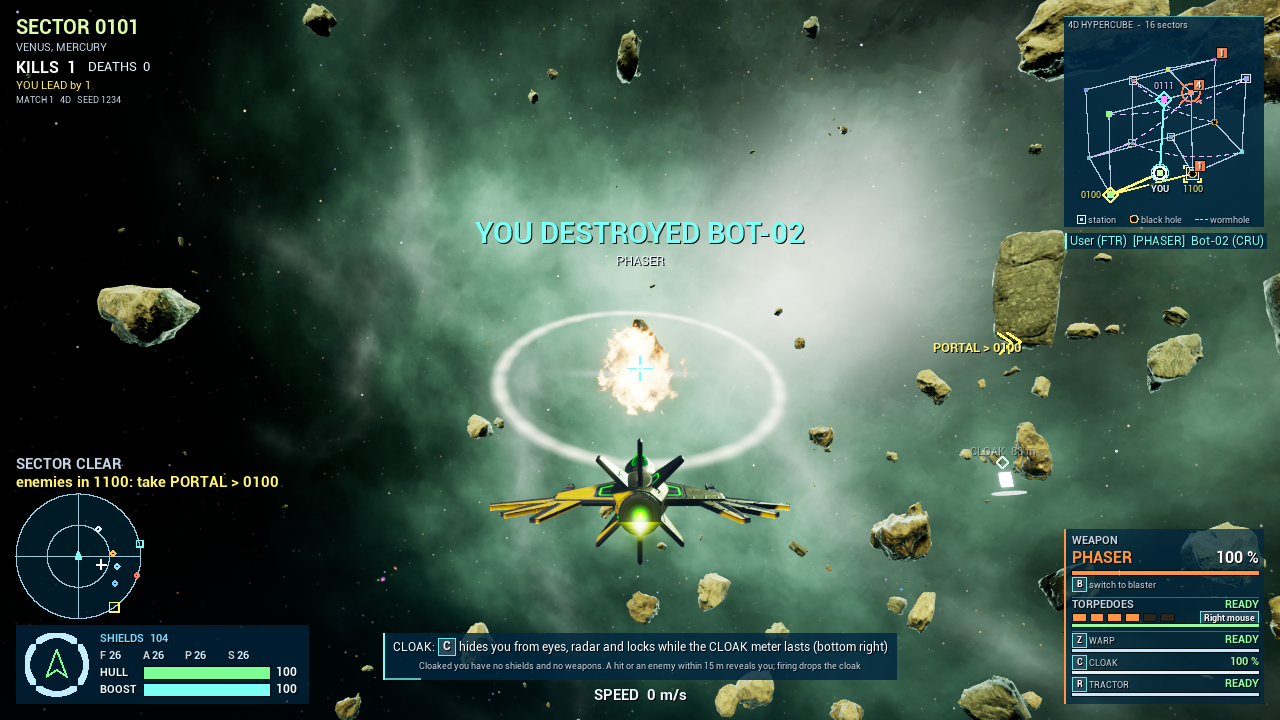 SECTOR 0101
VENUS, MERCURY
KILLS 1 DEATHS 0
YOU LEAD by 1
MATCH 1 4D SEED 1234
4D HYPERCUBE - 16 sectors
1
4
0111
1
0100
YOU
1100
station black hole wormhole
User (FTR) [PHASER] Bot-02 (CRU)
YOU DESTROYED BOT-02
PHASER
PORTAL > 0100
CLOAK 83 m
SECTOR CLEAR
enemies in 1100: take PORTAL > 0100
SHIELDS 104
F 26 A 26 P 26 S 26
HULL 100
BOOST 100
CLOAK: C hides you from eyes, radar and locks while the CLOAK meter lasts (bottom right)
Cloaked you have no shields and no weapons. A hit or an enemy within 15 m reveals you; firing drops the cloak
SPEED 0 m/s
WEAPON
PHASER 100 %
B switch to blaster
TORPEDOES READY
Right mouse
Z WARP READY
C CLOAK 100 %
R TRACTOR READY